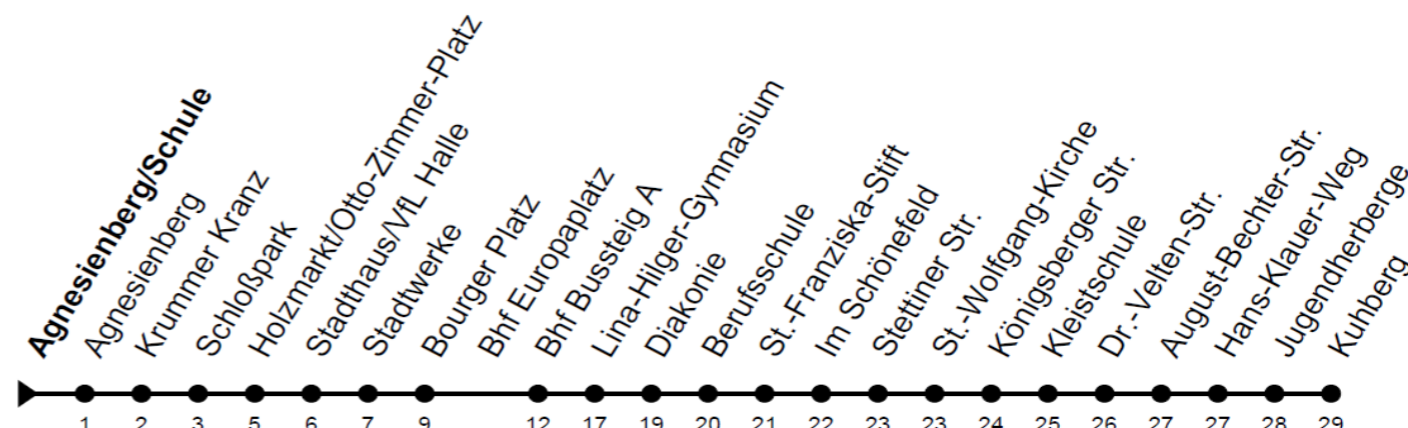 Agnesienberg/Schule
Agnesienberg
Krummer Kranz
Schloßpark
Holzmarkt/Otto-Zimmer-Platz
Stadthaus/VfL Halle
Stadtwerke
Bourger Platz
Bhf Europaplatz
Bhf Bussteig A
Lina-Hilger-Gymnasium
Diakonie
Berufsschule
St.-Franziska-Stift
Im Schönefeld
Stettiner Str.
St.-Wolfgang-Kirche
Königsberger Str.
Kleistschule
Dr.-Velten-Str.
August-Bechter-Str.
Hans-Klauer-Weg
Jugendherberge
Kuhberg
1 2 3 5 6 7 9 12 17 19 20 21 22 23 23 24 25 26 27 27 28 29